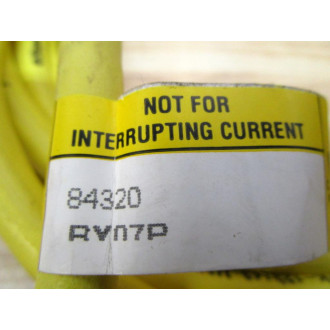 NOT FOR
INTERRUPTING CURRENT
84320
RY07P